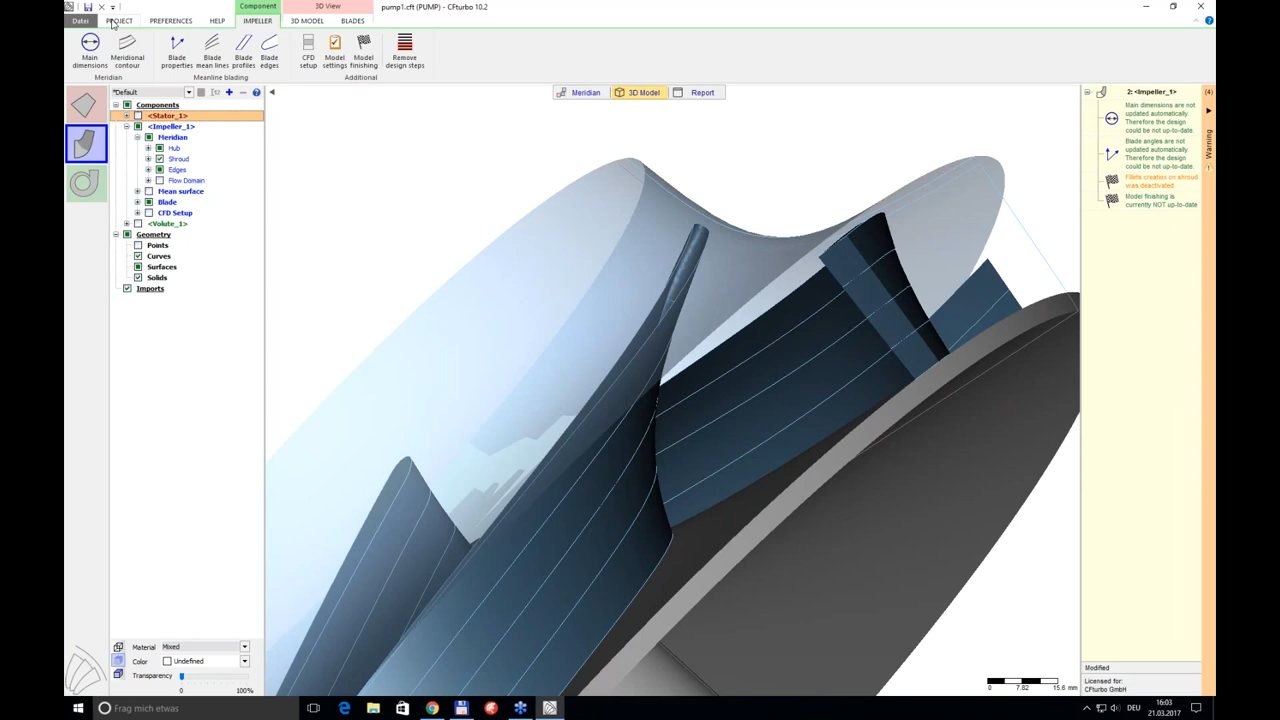 Component
3D View
pump1.cft (PUMP) - CFturbo 10.2
Datei
PROJECT
PREFERENCES
HELP
IMPELLER
3D MODEL
BLADES
Main dimensions
Meridional contour
Blade properties
Blade mean lines
Blade profiles
Blade edges
CFD setup
Model settings
Model finishing
Remove design steps
Meridian
Meanline blading
Additional
*Default
Meridian
3D Model
Report
Components
<Stator_1>
<Impeller_1>
Meridian
Hub
Shroud
Edges
Flow Domain
Mean surface
Blade
CFD Setup
<Volute_1>
Geometry
Points
Curves
Surfaces
Solids
Imports
2: <Impeller_1>
Main dimensions are not
updated automatically.
Therefore the design
could be not up-to-date.
Blade angles are not
updated automatically.
Therefore the design
could be not up-to-date.
Fillets creation on shroud
was deactivated.
Model finishing is
currently NOT up-to-date
(4)
Warning
Material
Mixed
Color
Undefined
Transparency
0
100%
0
7.82
15.6 mm
Modified
Licensed for:
CFturbo GmbH
Frag mich etwas
DEU
16:03
21.03.2017